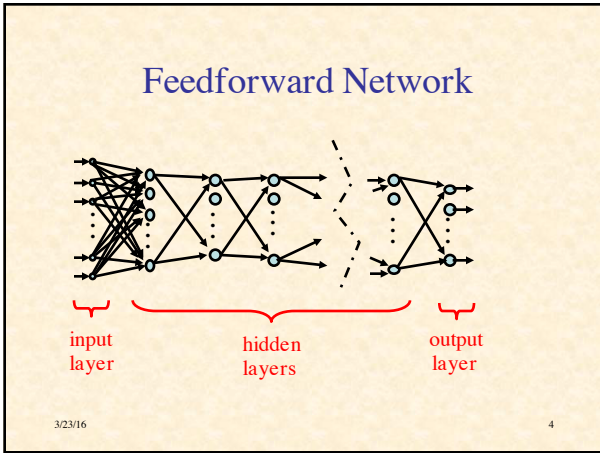 Feedforward Network
input
layer
hidden
layers
output
layer
3/23/16
4